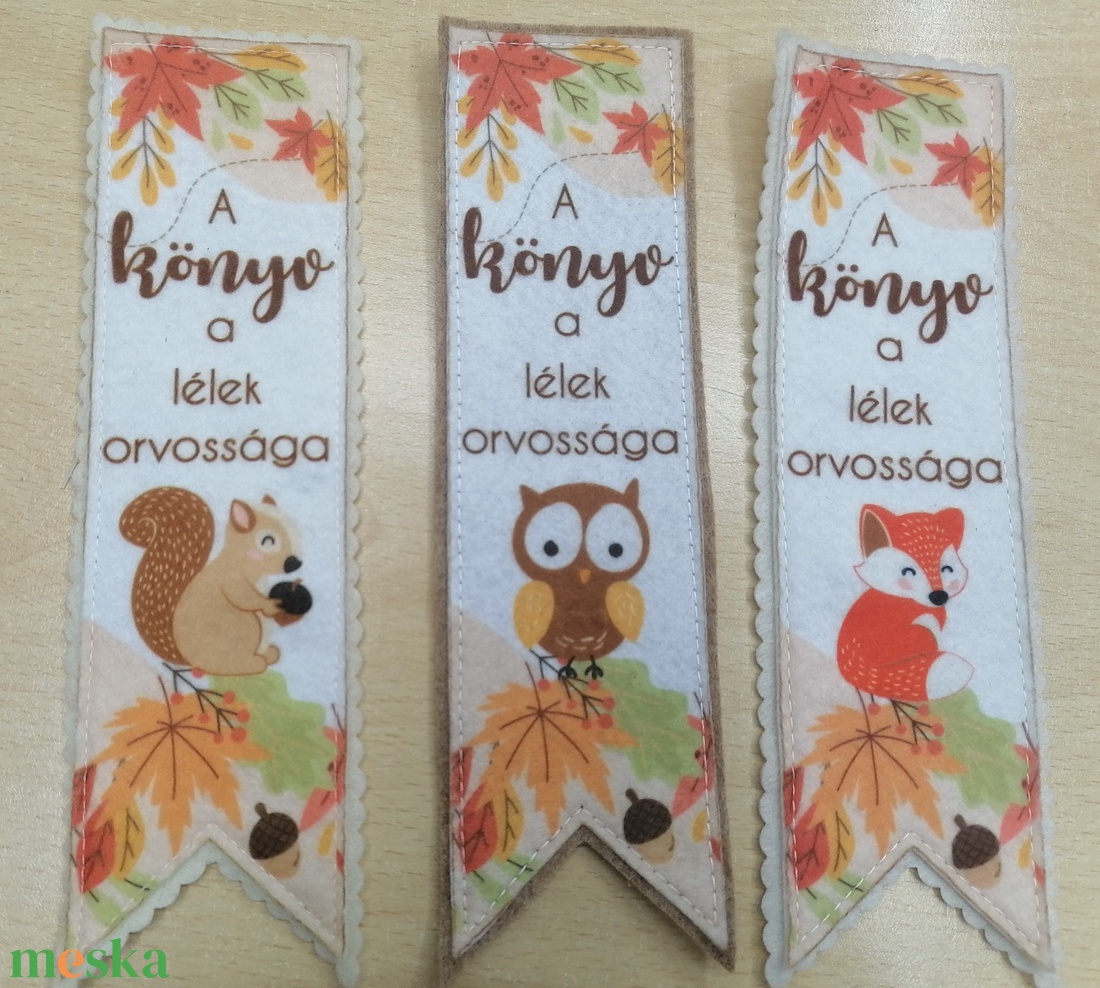 A
könyv
a
lélek
orvossága
A
könyv
a
lélek
orvossága
A
könyv
a
lélek
orvossága
meska